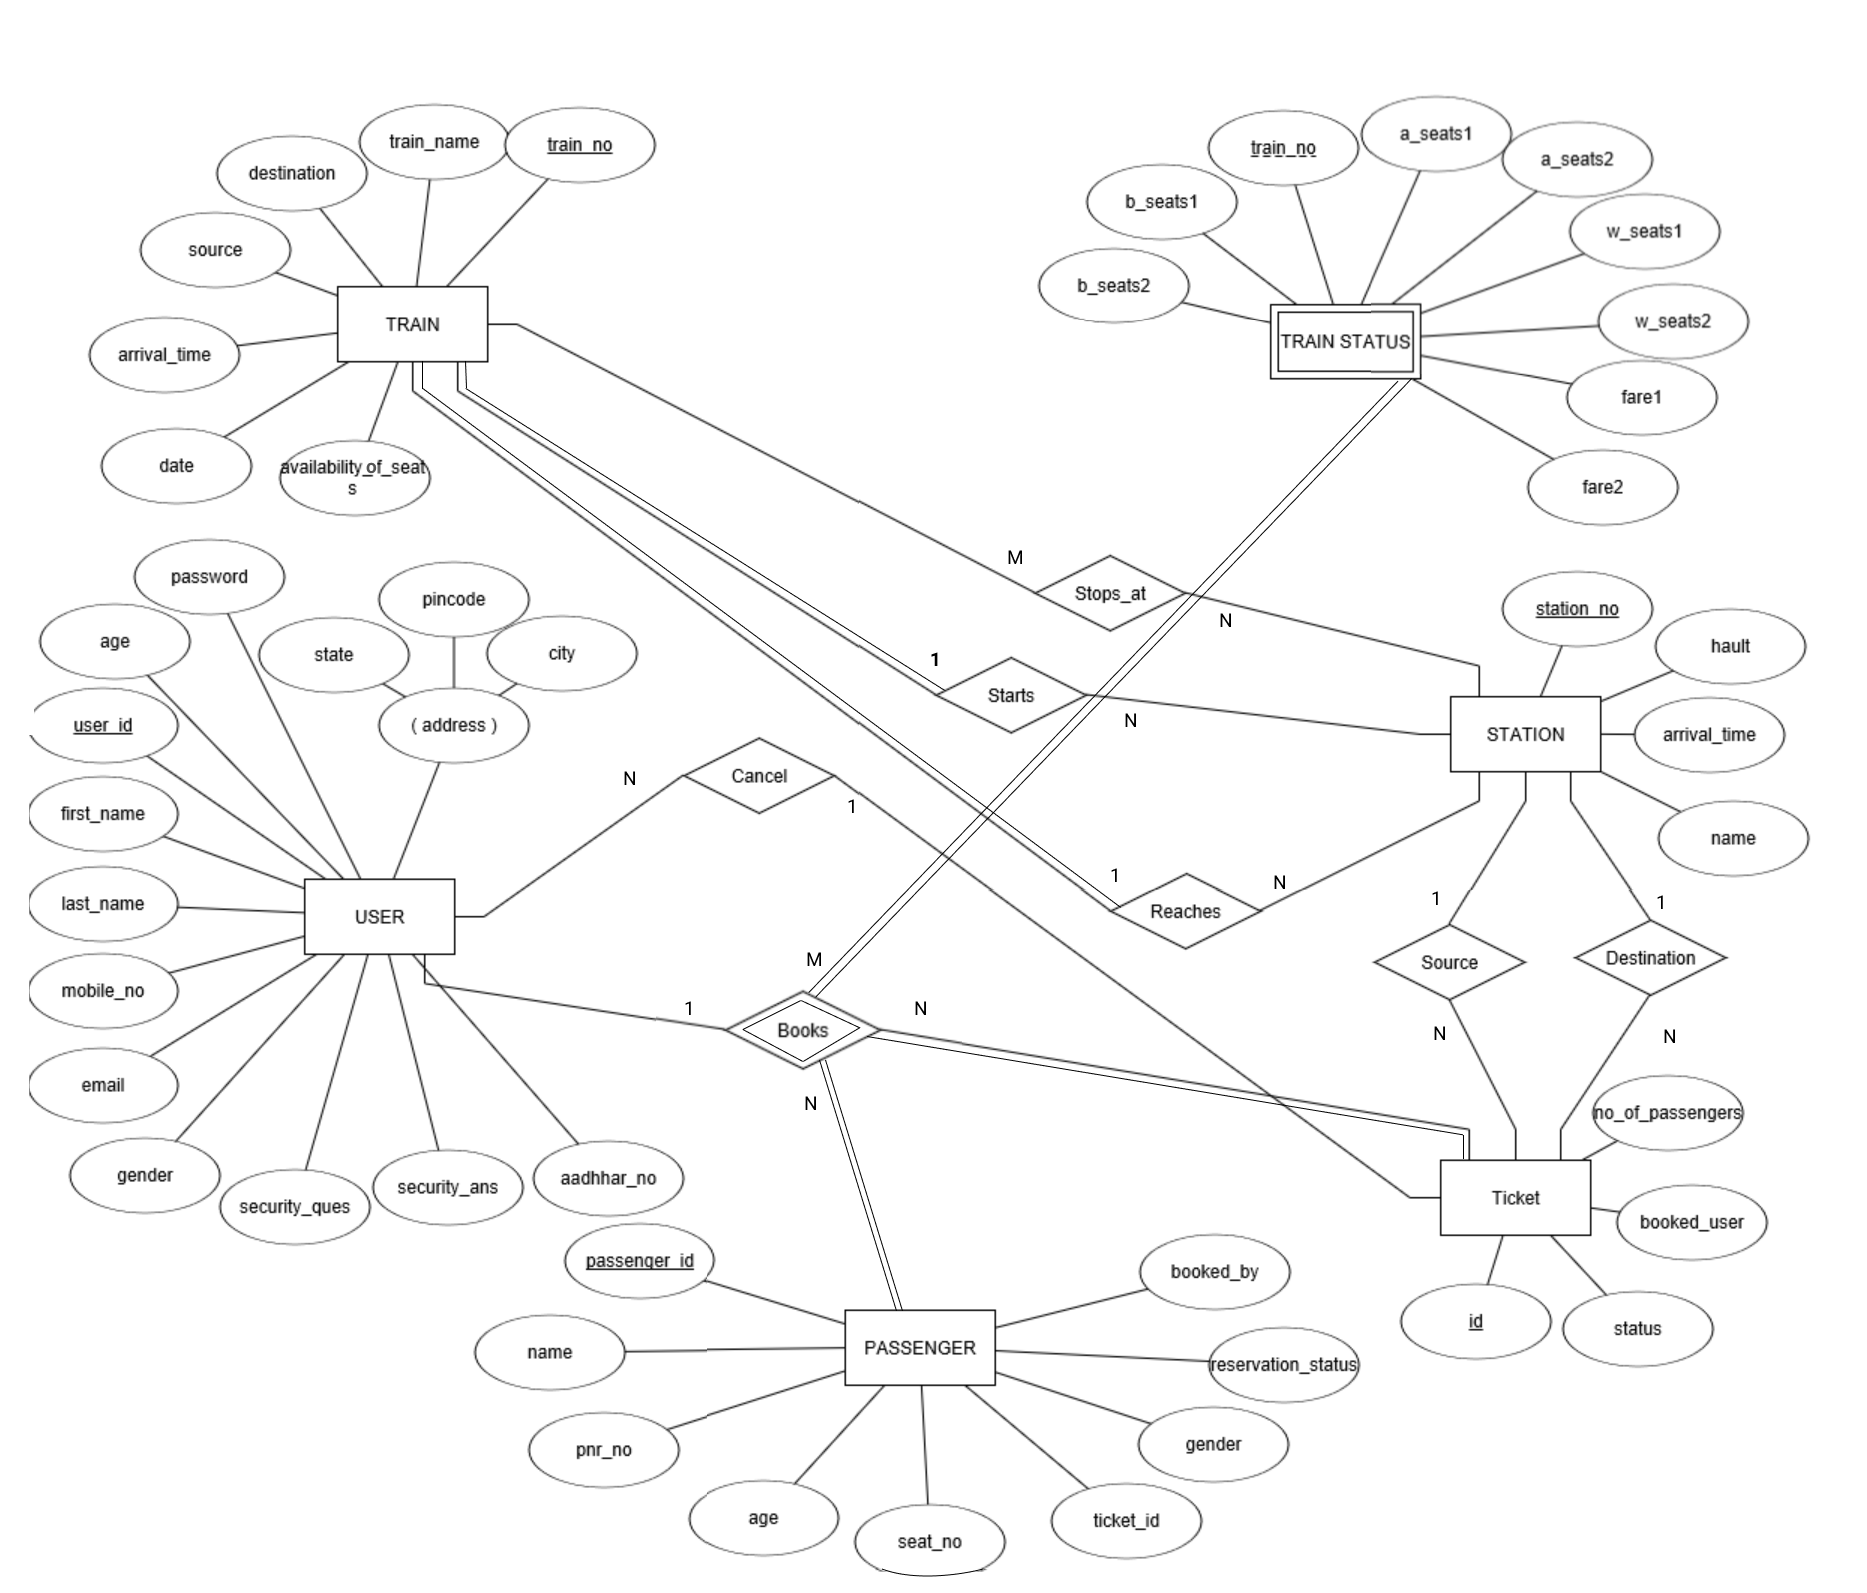 train_name
train_no
destination
source
TRAIN
arrival_time
date
availability_of_seat
s
a_seats1
train_no
a_seats2
b_seats1
w_seats1
b_seats2
w_seats2
TRAIN STATUS
fare1
fare2
M
Stops_at
N
1
Starts
N
station_no
hault
STATION
arrival_time
name
password
pincode
age
state
city
user_id
( address )
first_name
last_name
USER
mobile_no
email
gender
security_ques
security_ans
aadhhar_no
N
Cancel
1
1
Reaches
N
1
Source
N
1
Destination
N
M
1
Books
N
N
no_of_passengers
Ticket
booked_user
id
status
passenger_id
booked_by
name
PASSENGER
reservation_status
pnr_no
gender
age
seat_no
ticket_id